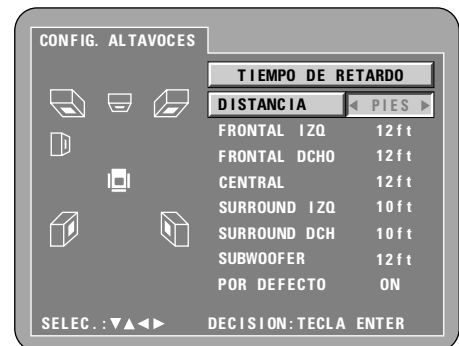 CONFIG. ALTAVOCES
TIEMPO DE RETARDO
DISTANCIA ◀ PIES ▶
FRONTAL IZQ 12ft
FRONTAL DCHO 12ft
CENTRAL 12ft
SURROUND IZQ 10ft
SURROUND DCH 10ft
SUBWOOFER 12ft
POR DEFECTO ON
SELEC.:▼▲◀▶ DECISION:TECLA ENTER